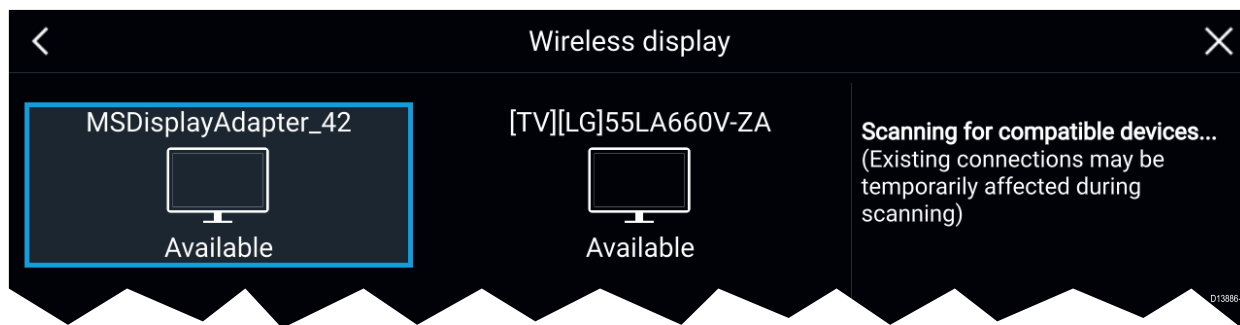 Wireless display
MSDisplayAdapter_42
Available
[TV][LG]55LA660V-ZA
Available
Scanning for compatible devices...
(Existing connections may be
temporarily affected during
scanning)
D13886-